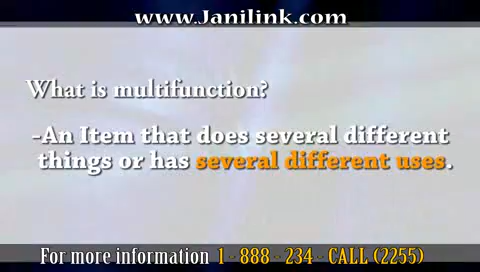 www.Janilink.com
What is multifunction?
-An Item that does several different
things or has several different uses.
For more information 1 - 888 - 234 - CALL (2255)